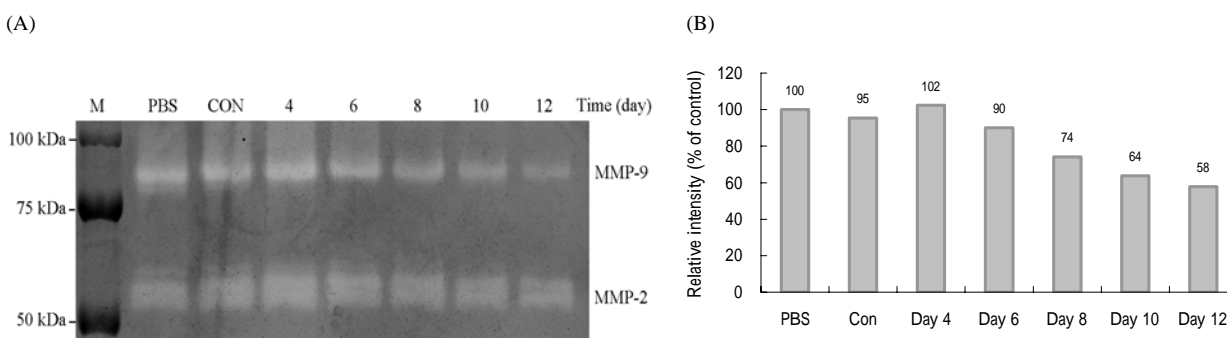 (A)
M PBS CON 4 6 8 10 12 Time (day)
100 kDa
MMP-9
75 kDa
MMP-2
50 kDa
(B)
Relative intensity (% of control)
120
100
80
60
40
20
0
100 95 102 90 74 64 58
PBS Con Day 4 Day 6 Day 8 Day 10 Day 12